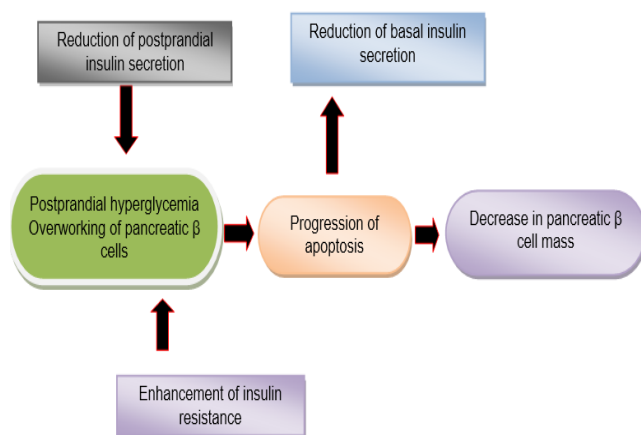 Reduction of postprandial
insulin secretion
Reduction of basal insulin
secretion
Postprandial hyperglycemia
Overworking of pancreatic β
cells
Progression of
apoptosis
Decrease in pancreatic β
cell mass
Enhancement of insulin
resistance